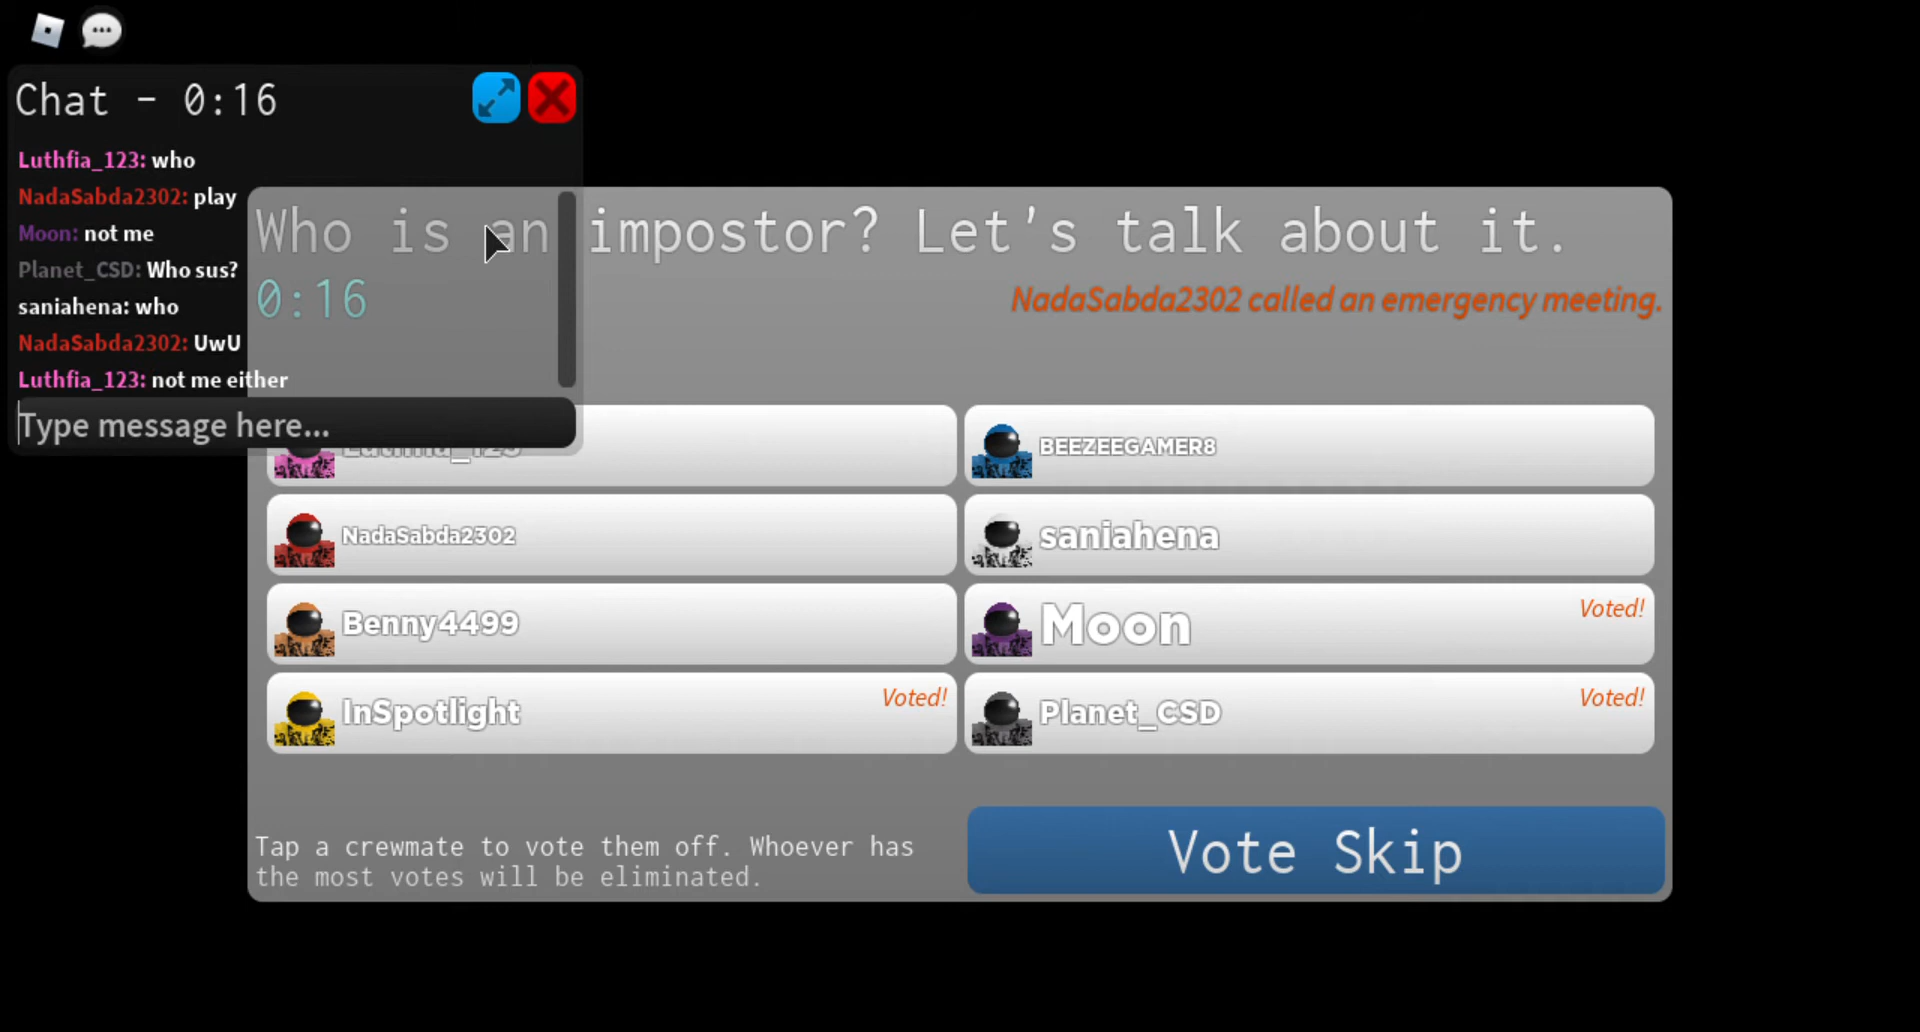 Chat - 0:16
Luthfia_123: who
NadaSabda2302: play
Moon: not me
Planet_CSD: Who sus?
saniahena: who
NadaSabda2302: UwU
Luthfia_123: not me either
Type message here...
Who is an impostor? Let's talk about it.
0:16
NadaSabda2302 called an emergency meeting.
Luthfia_123
BEEZEEGAMER8
NadaSabda2302
saniahena
Benny4499
Moon
Voted!
InSpotlight
Voted!
Planet_CSD
Voted!
Tap a crewmate to vote them off. Whoever has
the most votes will be eliminated.
Vote Skip